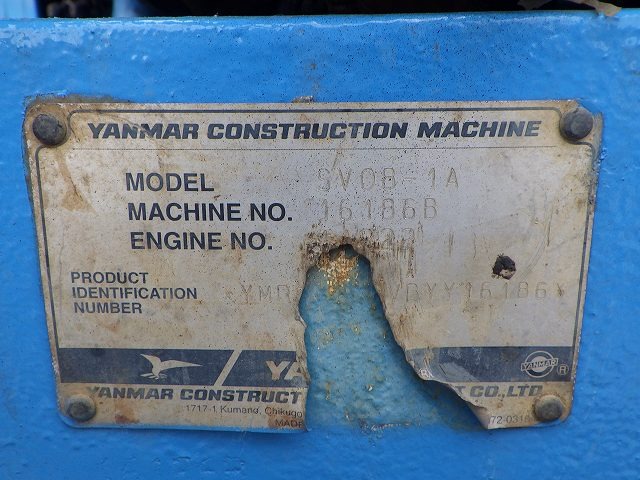 YANMAR CONSTRUCTION MACHINE
MODEL SV08-1A
MACHINE NO. 16186B
ENGINE NO.
PRODUCT
IDENTIFICATION
NUMBER
YANMAR
YANMAR CONSTRUCT T CO.,LTD
1717-1 Kumano, Chikugo
MADE